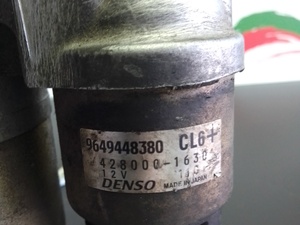 9649448380 CL6+
428000-1630
12V
DENSO MADE IN JAPAN